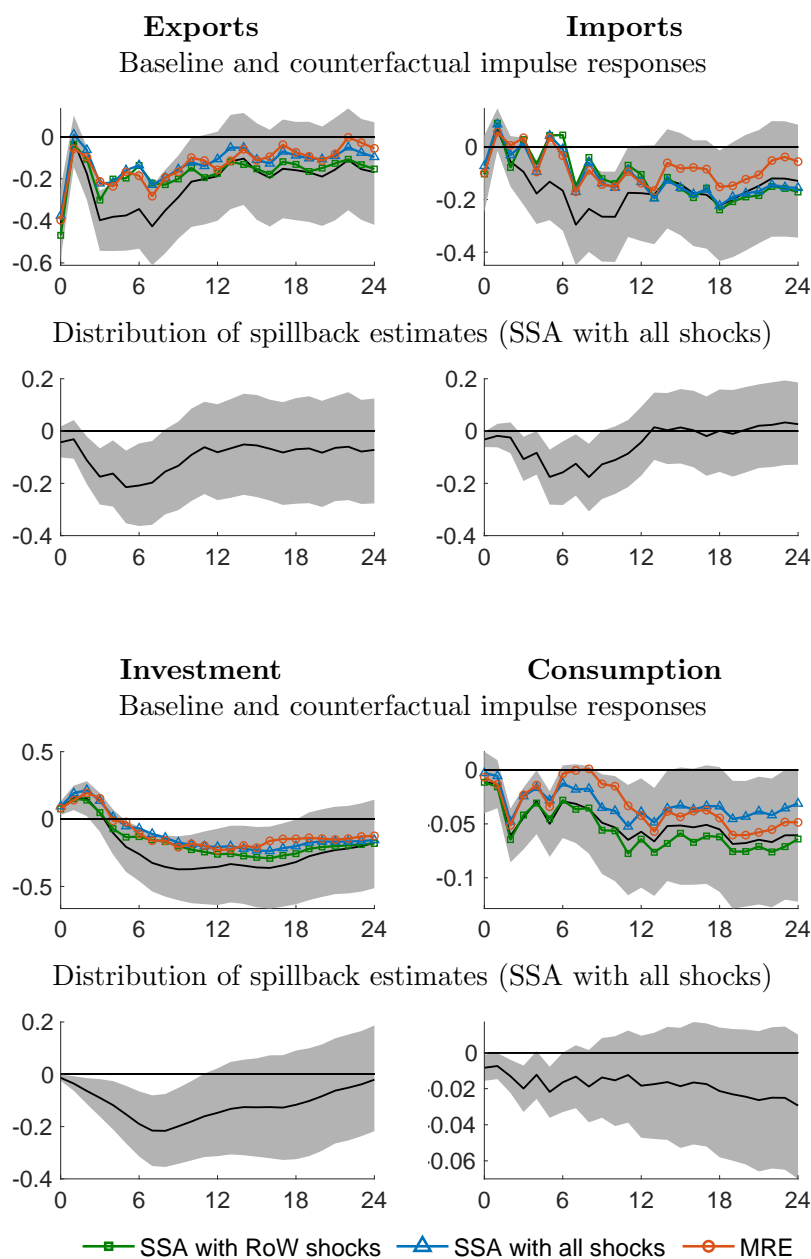 Exports Imports
Baseline and counterfactual impulse responses
0
-0.2
-0.4
-0.6
0 6 12 18 24
0
-0.2
-0.4
0 6 12 18 24
Distribution of spillback estimates (SSA with all shocks)
0.2
0
-0.2
-0.4
0 6 12 18 24
0.2
0
-0.2
-0.4
0 6 12 18 24
Investment Consumption
Baseline and counterfactual impulse responses
0.5
0
-0.5
0 6 12 18 24
0
-0.05
-0.1
0 6 12 18 24
Distribution of spillback estimates (SSA with all shocks)
0.2
0
-0.2
-0.4
0 6 12 18 24
0
-0.02
-0.04
-0.06
0 6 12 18 24
SSA with RoW shocks SSA with all shocks MRE